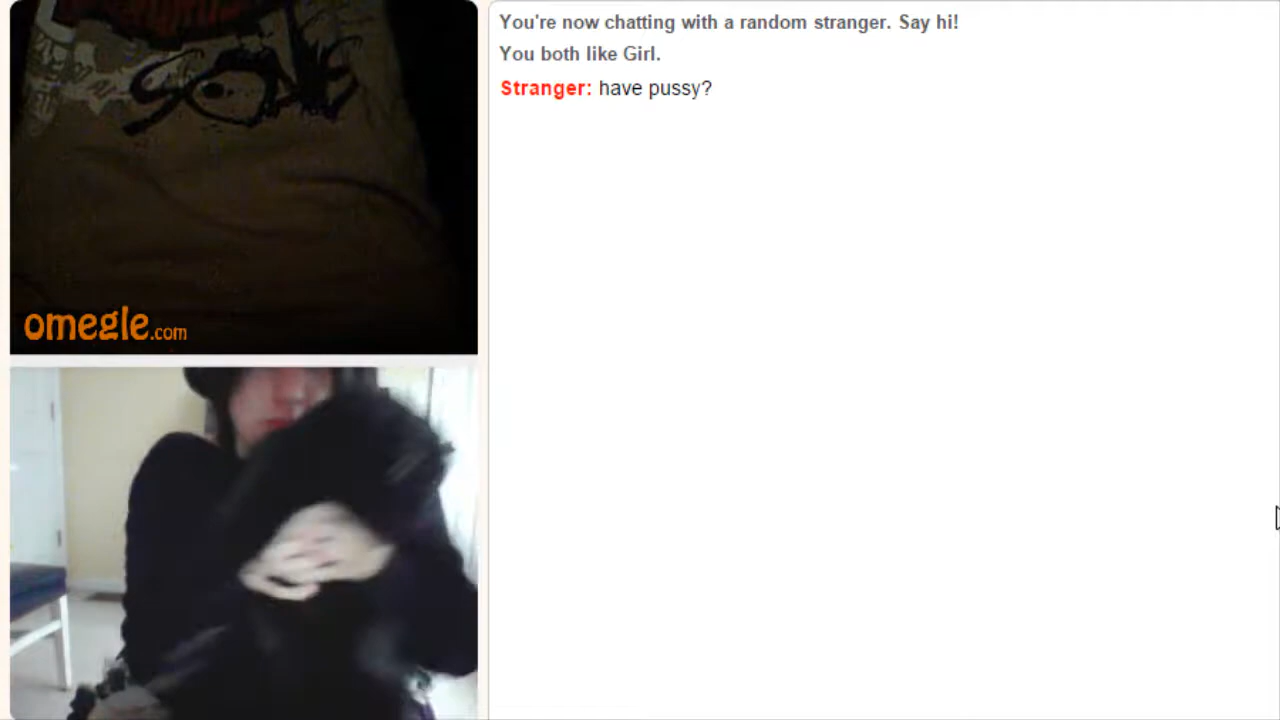 omegle.com
You're now chatting with a random stranger. Say hi!
You both like Girl.
Stranger: have pussy?